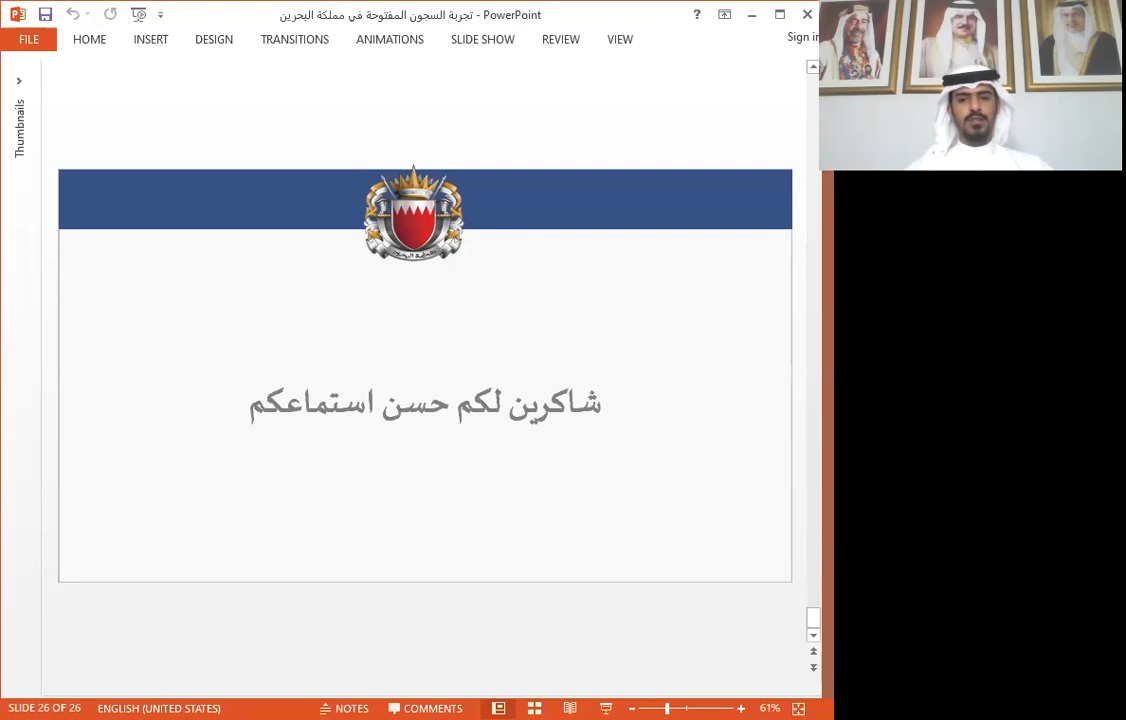 تجربة السجون المفتوحة في مملكة البحرين - PowerPoint
?
FILE
HOME
INSERT
DESIGN
TRANSITIONS
ANIMATIONS
SLIDE SHOW
REVIEW
VIEW
Sign in
Thumbnails
شاكرين لكم حسن استماعكم
SLIDE 26 OF 26
ENGLISH (UNITED STATES)
NOTES
COMMENTS
61%